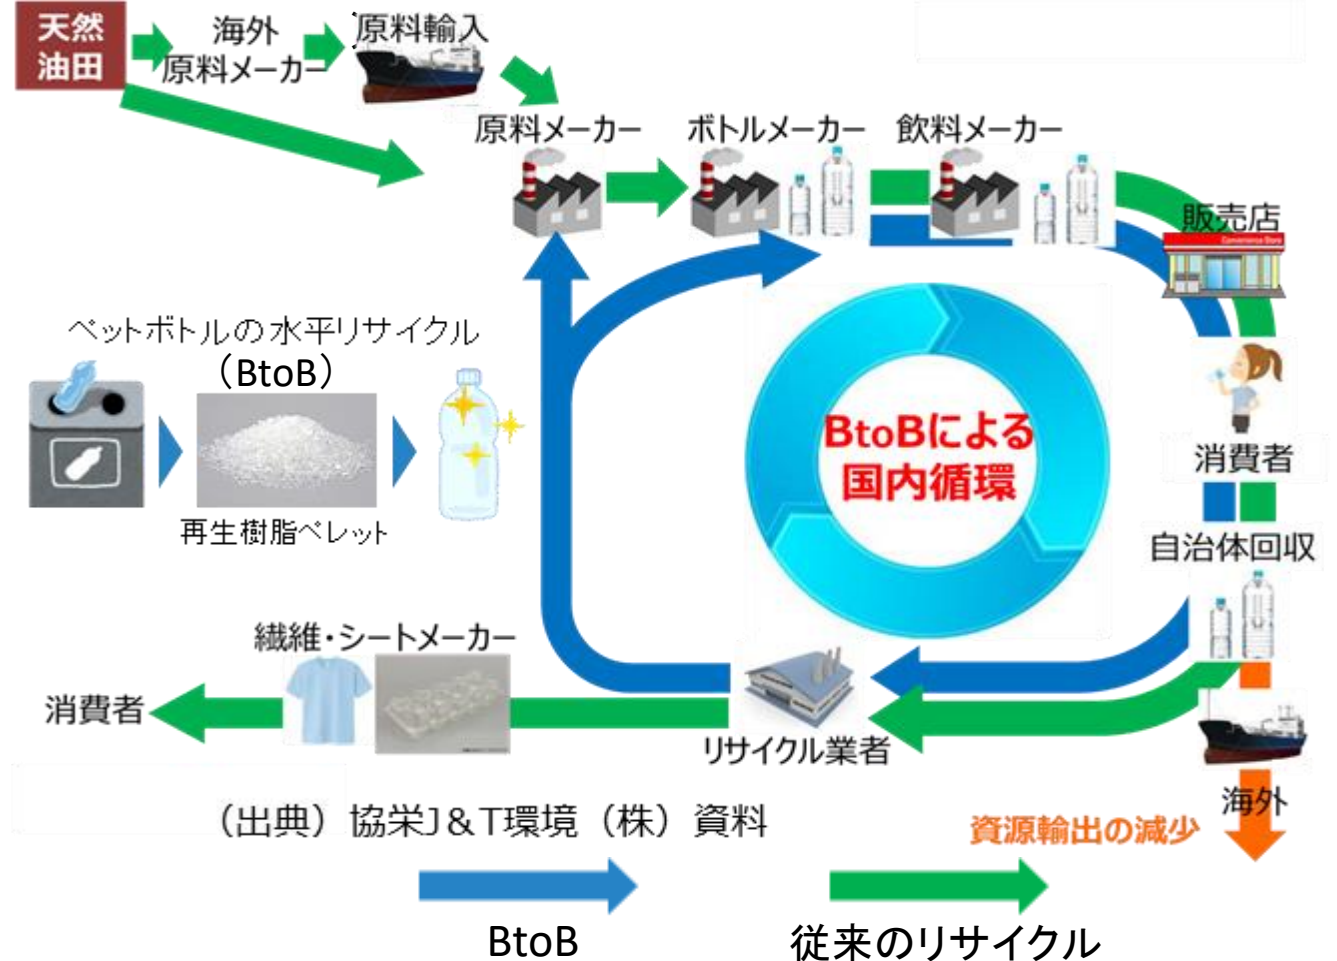 天然
油田
海外
原料メーカー
原料輸入
原料メーカー
ボトルメーカー
飲料メーカー
販売店
Convenience Store
ペットボトルの水平リサイクル
（BtoB）
再生樹脂ペレット
BtoBによる
国内循環
消費者
自治体回収
繊維・シートメーカー
消費者
リサイクル業者
海外
資源輸出の減少
（出典）協栄J＆T環境（株）資料
BtoB
従来のリサイクル